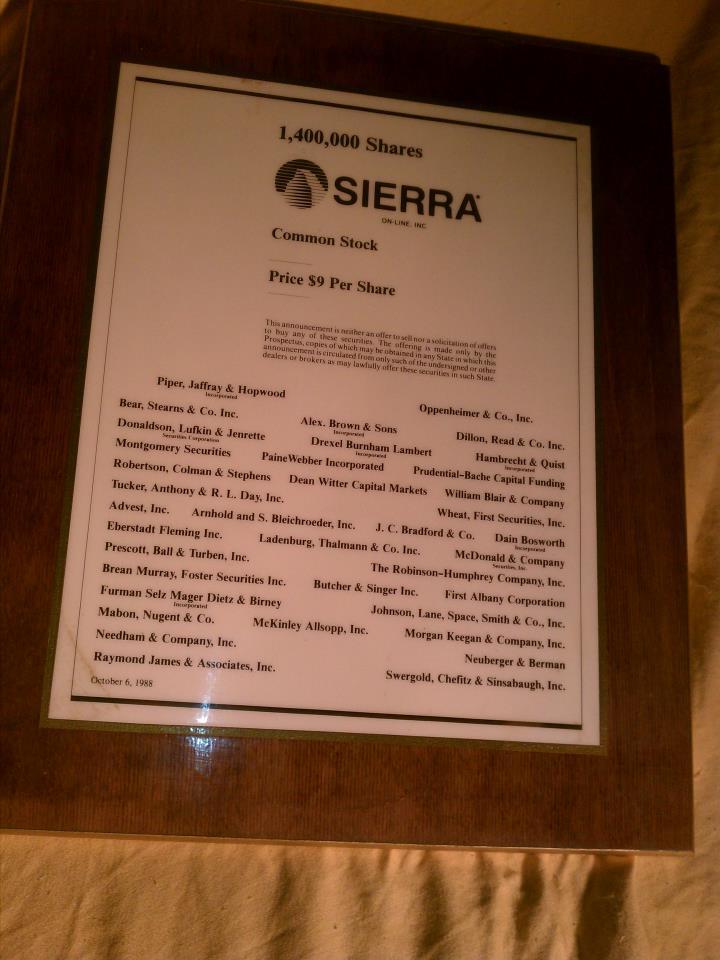 1,400,000 Shares
SIERRA®
ON-LINE, INC.
Common Stock
Price $9 Per Share
This announcement is neither an offer to sell nor a solicitation of offers
to buy any of these securities. The offering is made only by the
Prospectus, copies of which may be obtained in any State in which this
announcement is circulated from only such of the undersigned or other
dealers or brokers as may lawfully offer these securities in such State.
Piper, Jaffray & Hopwood Oppenheimer & Co., Inc.
Incorporated
Bear, Stearns & Co. Inc. Alex. Brown & Sons Dillon, Read & Co. Inc.
Incorporated
Donaldson, Lufkin & Jenrette Drexel Burnham Lambert Hambrecht & Quist
Securities Corporation Incorporated Incorporated
Montgomery Securities PaineWebber Incorporated Prudential-Bache Capital Funding
Robertson, Colman & Stephens Dean Witter Capital Markets William Blair & Company
Tucker, Anthony & R. L. Day, Inc. Wheat, First Securities, Inc.
Advest, Inc. Arnhold and S. Bleichroeder, Inc. J. C. Bradford & Co. Dain Bosworth
Incorporated
Eberstadt Fleming Inc. Ladenburg, Thalmann & Co. Inc. McDonald & Company
Securities, Inc.
Prescott, Ball & Turben, Inc. The Robinson-Humphrey Company, Inc.
Brean Murray, Foster Securities Inc. Butcher & Singer Inc. First Albany Corporation
Furman Selz Mager Dietz & Birney Johnson, Lane, Space, Smith & Co., Inc.
Incorporated
Mabon, Nugent & Co. McKinley Allsopp, Inc. Morgan Keegan & Company, Inc.
Needham & Company, Inc. Neuberger & Berman
Raymond James & Associates, Inc. Swergold, Chefitz & Sinsabaugh, Inc.
October 6, 1988